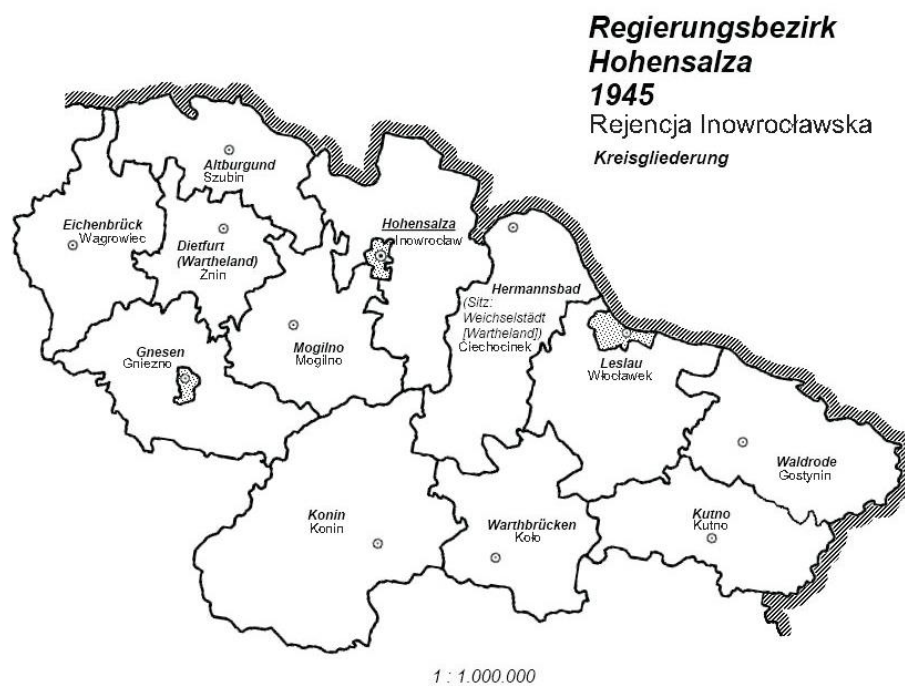 Regierungsbezirk
Hohensalza
1945
Rejencja Inowrocławska
Kreisgliederung
Altburgund
Szubin
Eichenbrück
Wągrowiec
Dietfurt
(Wartheland)
Żnin
Hohensalza
Inowrocław
Hermannsbad
(Sitz:
Weichselstädt
[Wartheland])
Ciechocinek
Gnesen
Gniezno
Mogilno
Mogilno
Leslau
Włocławek
Waldrode
Gostynin
Konin
Konin
Warthbrücken
Koło
Kutno
Kutno
1 : 1.000.000